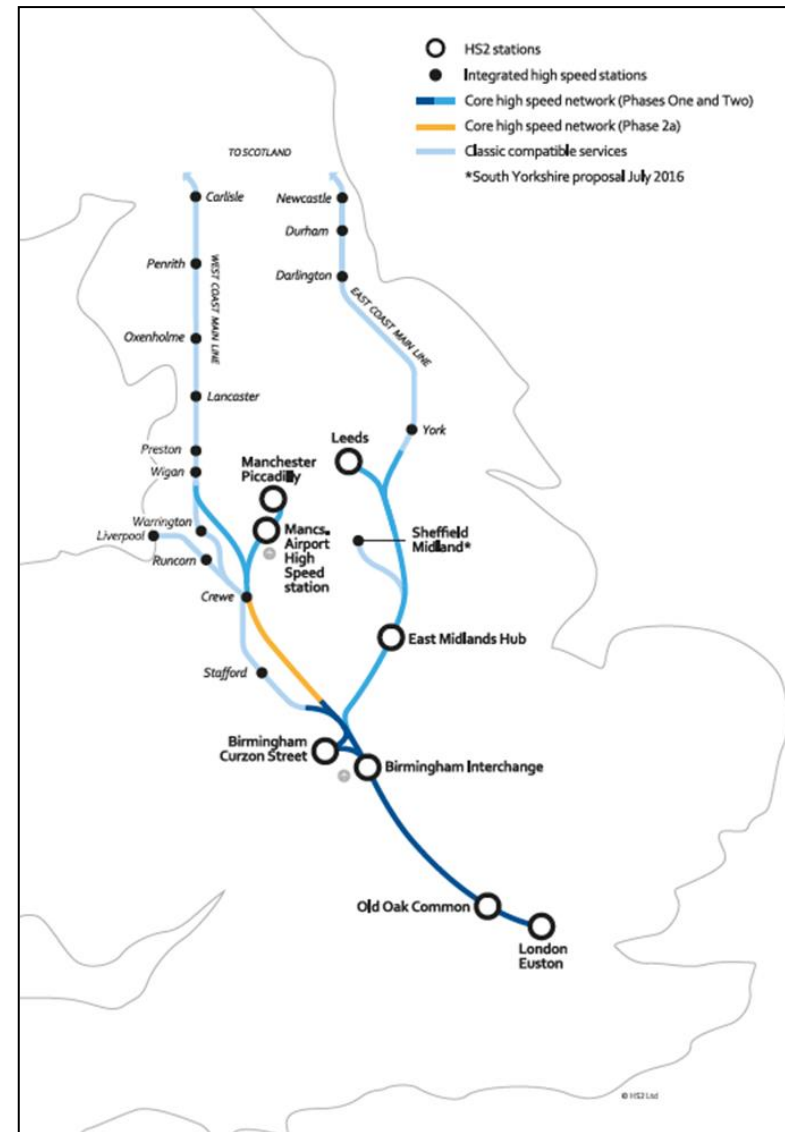 HS2 stations
Integrated high speed stations
Core high speed network (Phases One and Two)
Core high speed network (Phase 2a)
Classic compatible services
*South Yorkshire proposal July 2016
TO SCOTLAND
Carlisle
Newcastle
Durham
Penrith
Darlington
WEST COAST MAIN LINE
EAST COAST MAIN LINE
Oxenholme
Lancaster
York
Preston
Leeds
Wigan
Manchester
Piccadilly
Warrington
Liverpool
Mancs.
Airport
High
Speed
station
Sheffield
Midland*
Runcorn
Crewe
East Midlands Hub
Stafford
Birmingham
Curzon Street
Birmingham Interchange
Old Oak Common
London
Euston
© HS2 Ltd